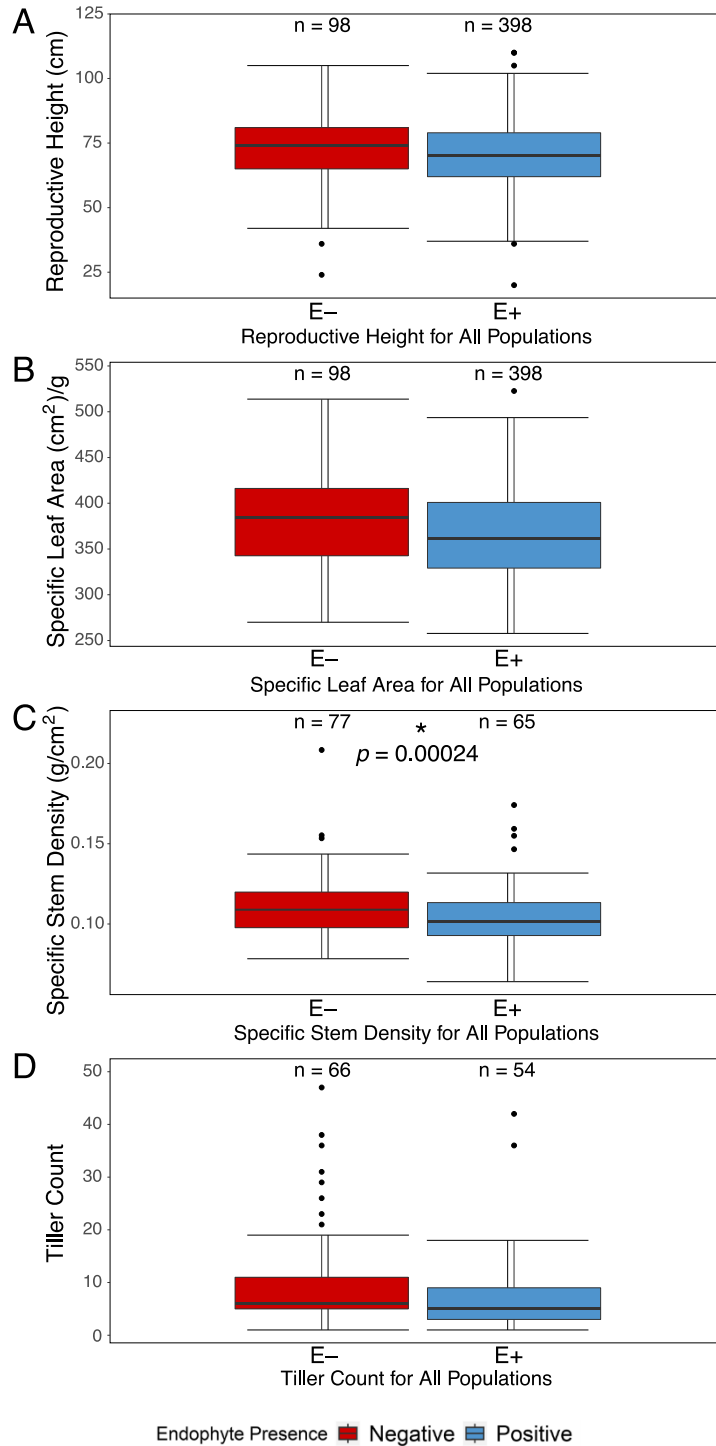 A
Reproductive Height (cm)
125
100
75
50
25
n = 98
n = 398
E−
E+
Reproductive Height for All Populations
B
Specific Leaf Area (cm²)/g
550
500
450
400
350
300
250
n = 98
n = 398
E−
E+
Specific Leaf Area for All Populations
C
Specific Stem Density (g/cm²)
0.20
0.15
0.10
n = 77
*
n = 65
p = 0.00024
E−
E+
Specific Stem Density for All Populations
D
Tiller Count
50
40
30
20
10
0
n = 66
n = 54
E−
E+
Tiller Count for All Populations
Endophyte Presence Negative Positive